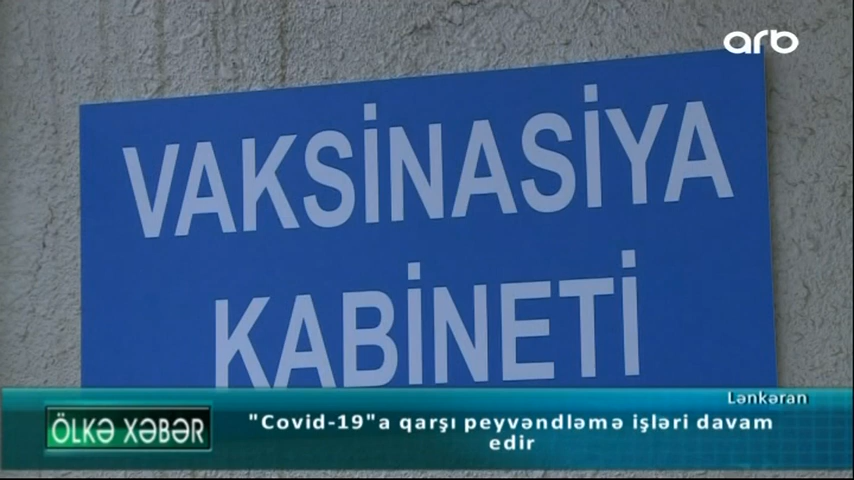 arb
VAKSİNASİYA
KABİNETİ
Lənkəran
ÖLKƏ XƏBƏR
"Covid-19"a qarşı peyvəndləmə işləri davam
edir